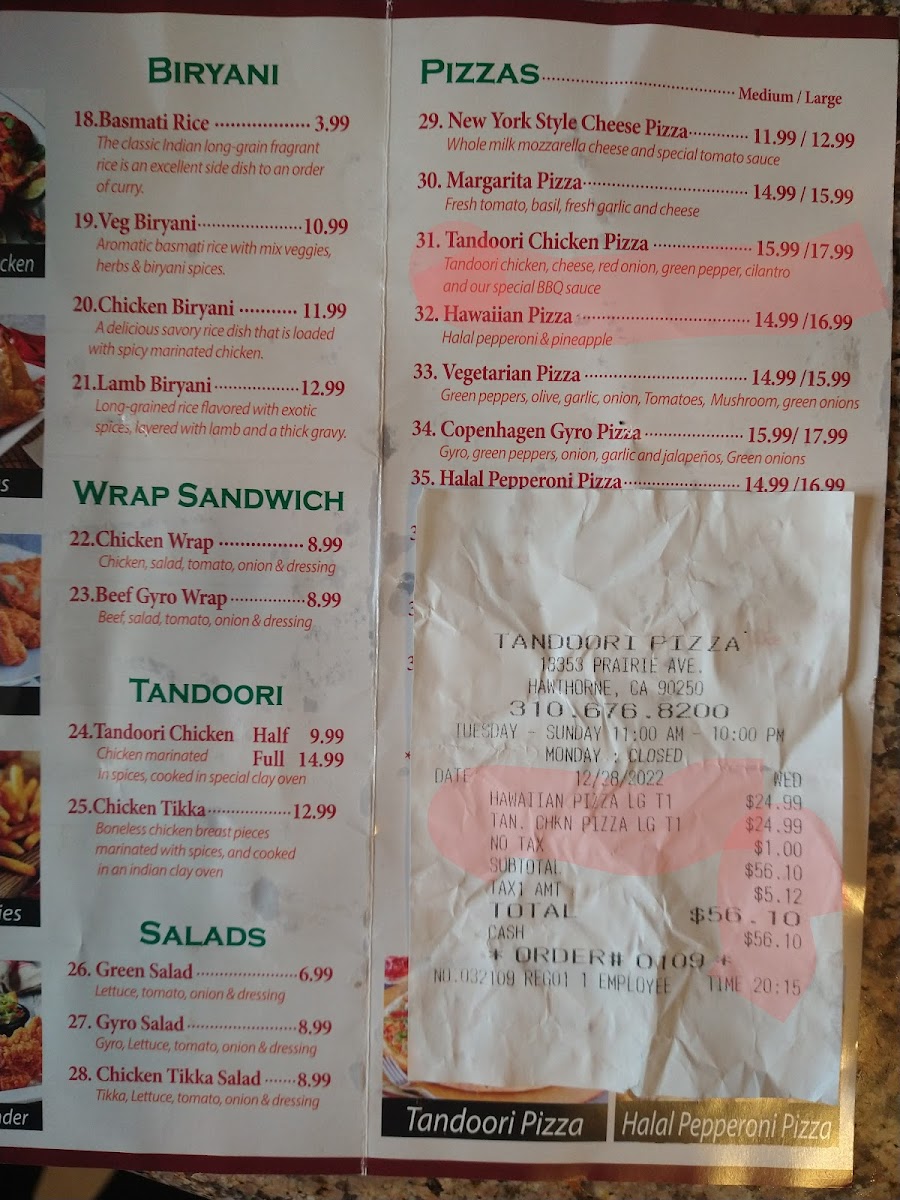 BIRYANI
18.Basmati Rice ................... 3.99
The classic Indian long-grain fragrant
rice is an excellent side dish to an order
of curry.
19.Veg Biryani.....................10.99
Aromatic basmati rice with mix veggies,
herbs & biryani spices.
20.Chicken Biryani ............ 11.99
A delicious savory rice dish that is loaded
with spicy marinated chicken.
21.Lamb Biryani.................12.99
Long-grained rice flavored with exotic
spices, layered with lamb and a thick gravy.
WRAP SANDWICH
22.Chicken Wrap ................. 8.99
Chicken, salad, tomato, onion & dressing
23.Beef Gyro Wrap...............8.99
Beef, salad, tomato, onion & dressing
TANDOORI
24.Tandoori Chicken Half 9.99
Chicken marinated Full 14.99
In spices, cooked in special clay oven
25.Chicken Tikka.................12.99
Boneless chicken breast pieces
marinated with spices, and cooked
in an indian clay oven
SALADS
26. Green Salad .....................6.99
Lettuce, tomato, onion & dressing
27. Gyro Salad ......................8.99
Gyro, Lettuce, tomato, onion & dressing
28. Chicken Tikka Salad .......8.99
Tikka, Lettuce, tomato, onion & dressing
PIZZAS................................... Medium / Large
29. New York Style Cheese Pizza............ 11.99 / 12.99
Whole milk mozzarella cheese and special tomato sauce
30. Margarita Pizza................................. 14.99 / 15.99
Fresh tomato, basil, fresh garlic and cheese
31. Tandoori Chicken Pizza ................... 15.99 /17.99
Tandoori chicken, cheese, red onion, green pepper, cilantro
and our special BBQ sauce
32. Hawaiian Pizza .................................. 14.99 /16.99
Halal pepperoni & pineapple
33. Vegetarian Pizza ................................. 14.99 /15.99
Green peppers, olive, garlic, onion, Tomatoes, Mushroom, green onions
34. Copenhagen Gyro Pizza .................... 15.99/ 17.99
Gyro, green peppers, onion, garlic and jalapeños, Green onions
35. Halal Pepperoni Pizza........................ 14.99 /16.99
TANDOORI PIZZA
13353 PRAIRIE AVE.
HAWTHORNE, CA 90250
310.676.8200
TUESDAY - SUNDAY 11:00 AM - 10:00 PM
MONDAY : CLOSED
DATE 12/28/2022 WED
HAWAIIAN PIZZA LG T1 $24.99
TAN. CHKN PIZZA LG T1 $24.99
NO TAX $1.00
SUBTOTAL $56.10
TAX1 AMT $5.12
TOTAL $56.10
CASH $56.10
* ORDER# 0109 *
NO.032109 REG01 1 EMPLOYEE TIME 20:15
Tandoori Pizza
Halal Pepperoni Pizza